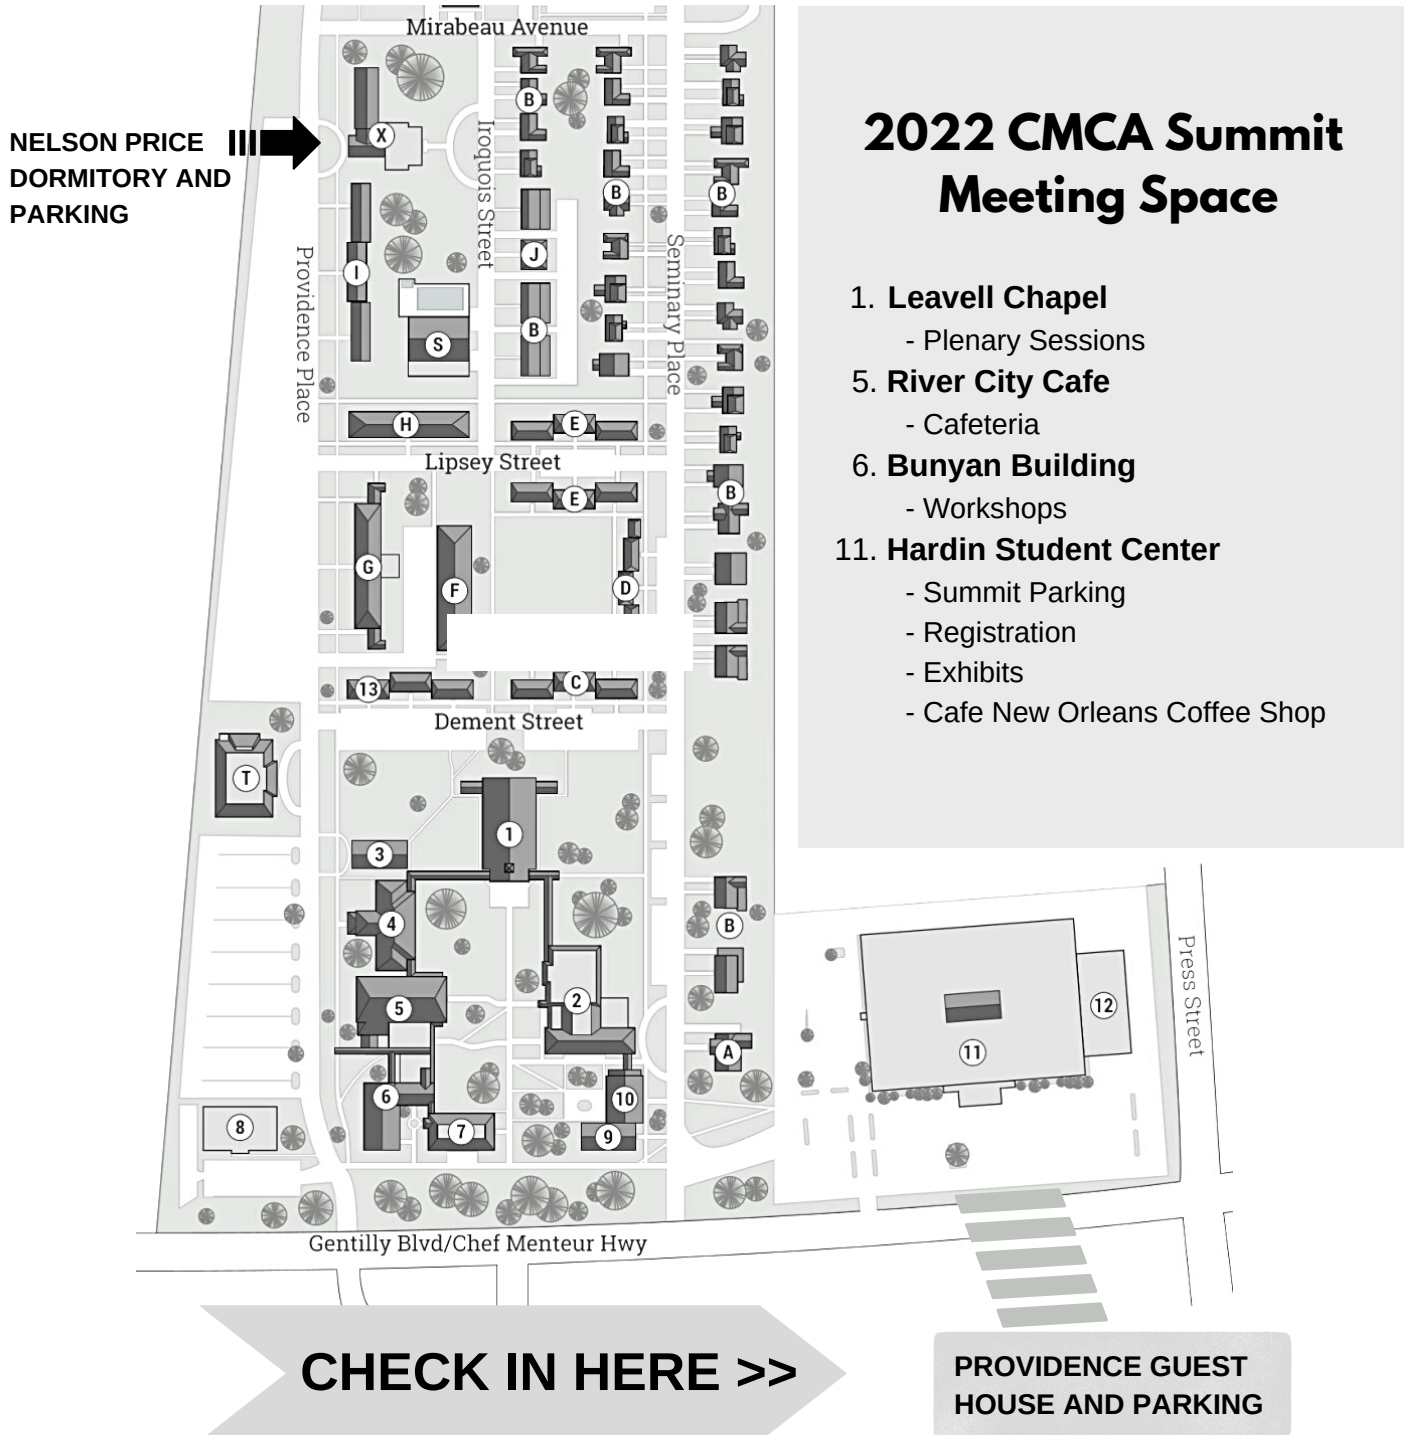 Mirabeau Avenue
NELSON PRICE
DORMITORY AND
PARKING
X
B
B
B
Iroquois Street
I
J
S
B
Providence Place
Seminary Place
H
E
Lipsey Street
E
B
G
F
D
13
C
Dement Street
T
1
3
4
B
5
2
A
6
10
8
7
9
11
12
Press Street
Gentilly Blvd/Chef Menteur Hwy
2022 CMCA Summit
Meeting Space
1. Leavell Chapel
- Plenary Sessions
5. River City Cafe
- Cafeteria
6. Bunyan Building
- Workshops
11. Hardin Student Center
- Summit Parking
- Registration
- Exhibits
- Cafe New Orleans Coffee Shop
CHECK IN HERE >>
PROVIDENCE GUEST
HOUSE AND PARKING